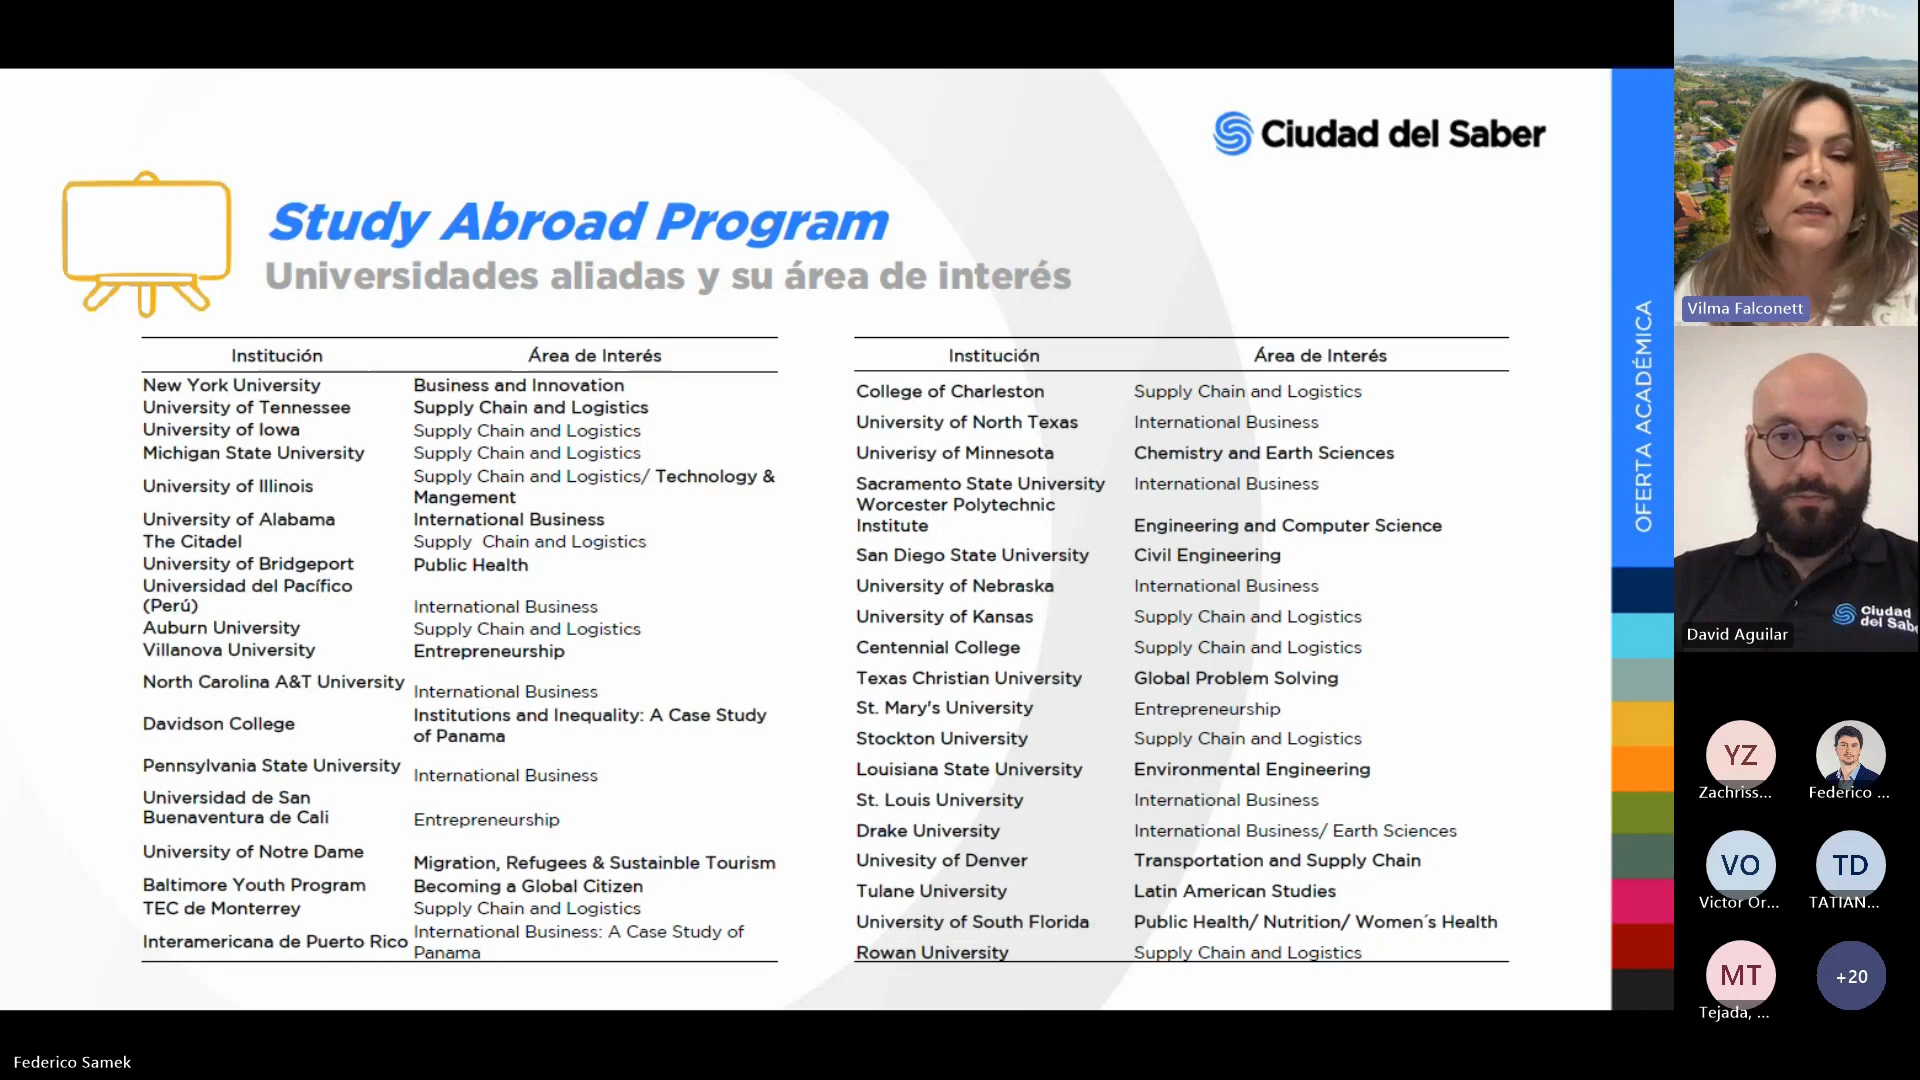 Ciudad del Saber
Study Abroad Program
Universidades aliadas y su área de interés
Institución Área de Interés
New York University Business and Innovation
University of Tennessee Supply Chain and Logistics
University of Iowa Supply Chain and Logistics
Michigan State University Supply Chain and Logistics
University of Illinois Supply Chain and Logistics/ Technology &
Mangement
University of Alabama International Business
The Citadel Supply Chain and Logistics
University of Bridgeport Public Health
Universidad del Pacífico
(Perú) International Business
Auburn University Supply Chain and Logistics
Villanova University Entrepreneurship
North Carolina A&T University International Business
Davidson College Institutions and Inequality: A Case Study
of Panama
Pennsylvania State University International Business
Universidad de San
Buenaventura de Cali Entrepreneurship
University of Notre Dame Migration, Refugees & Sustainble Tourism
Baltimore Youth Program Becoming a Global Citizen
TEC de Monterrey Supply Chain and Logistics
Interamericana de Puerto Rico International Business: A Case Study of
Panama
Institución Área de Interés
College of Charleston Supply Chain and Logistics
University of North Texas International Business
Univerisy of Minnesota Chemistry and Earth Sciences
Sacramento State University International Business
Worcester Polytechnic
Institute Engineering and Computer Science
San Diego State University Civil Engineering
University of Nebraska International Business
University of Kansas Supply Chain and Logistics
Centennial College Supply Chain and Logistics
Texas Christian University Global Problem Solving
St. Mary's University Entrepreneurship
Stockton University Supply Chain and Logistics
Louisiana State University Environmental Engineering
St. Louis University International Business
Drake University International Business/ Earth Sciences
Univesity of Denver Transportation and Supply Chain
Tulane University Latin American Studies
University of South Florida Public Health/ Nutrition/ Women´s Health
Rowan University Supply Chain and Logistics
OFERTA ACADÉMICA
Vilma Falconett
Ciudad
del Sab
David Aguilar
YZ
Zachriss... Federico ...
VO TD
Victor Or... TATIAN...
MT +20
Tejada, ...
Federico Samek